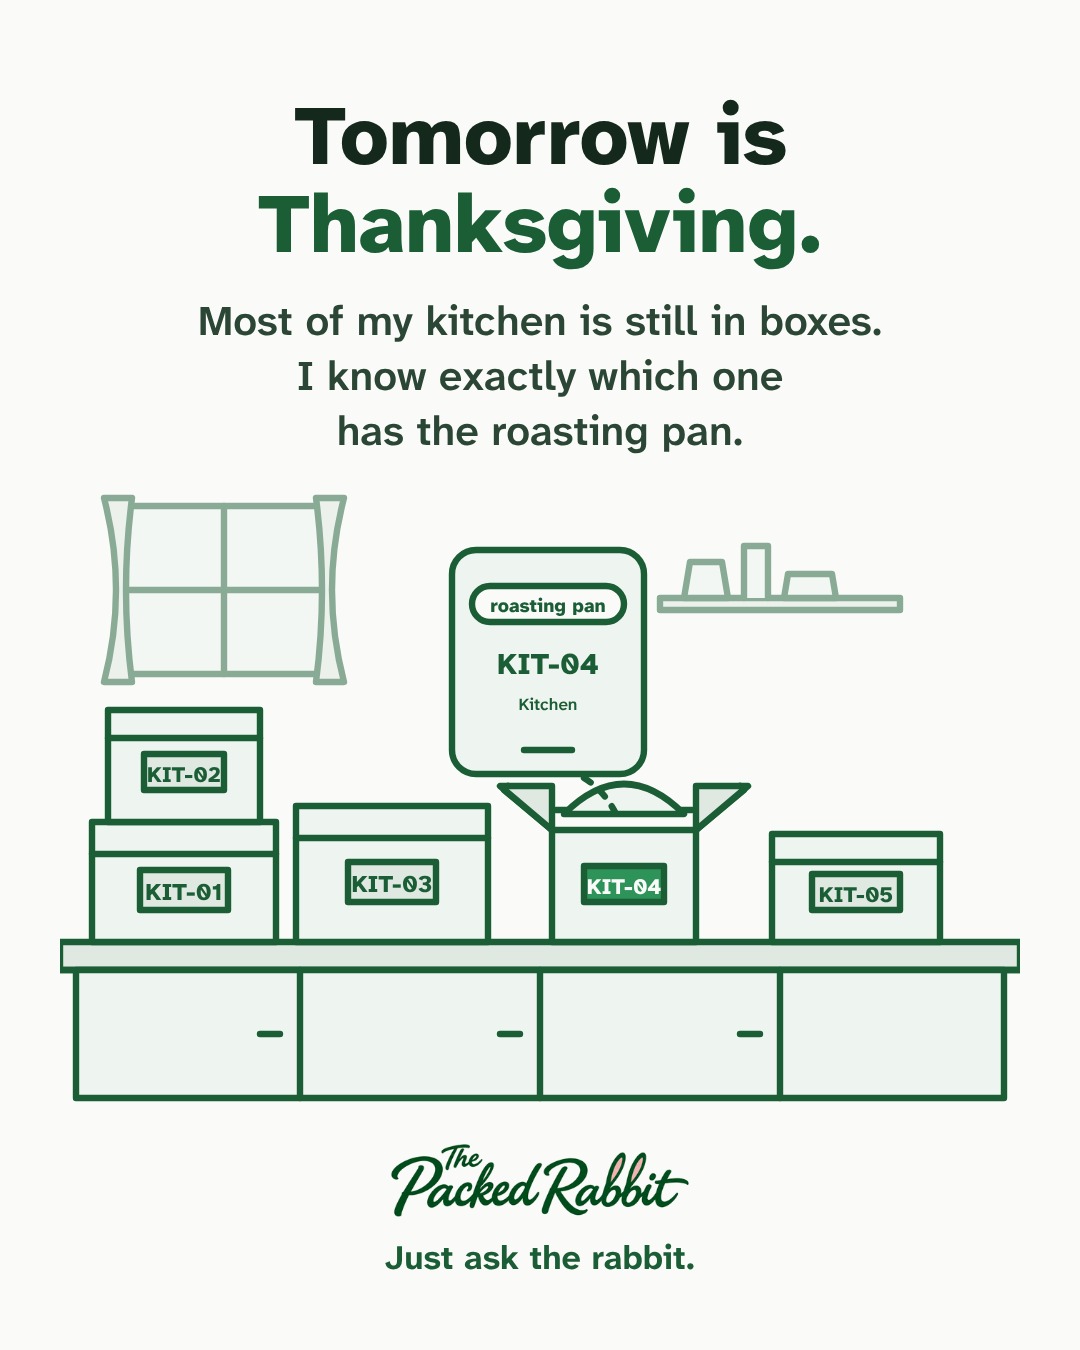 Tomorrow is
Thanksgiving.
Most of my kitchen is still in boxes.
I know exactly which one
has the roasting pan.
roasting pan
KIT-04
Kitchen
KIT-02
KIT-01
KIT-03
KIT-04
KIT-05
The
Packed Rabbit
Just ask the rabbit.